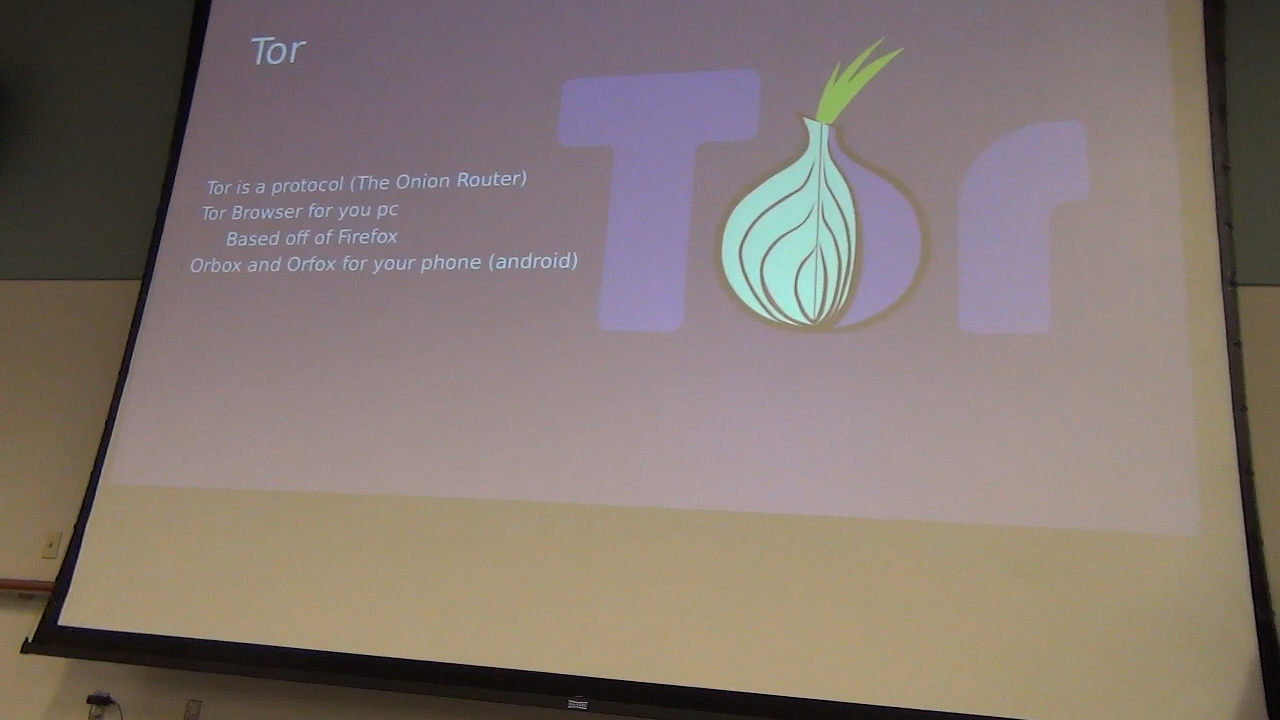 Tor
Tor is a protocol (The Onion Router)
Tor Browser for you pc
Based off of Firefox
Orbox and Orfox for your phone (android)
Tor